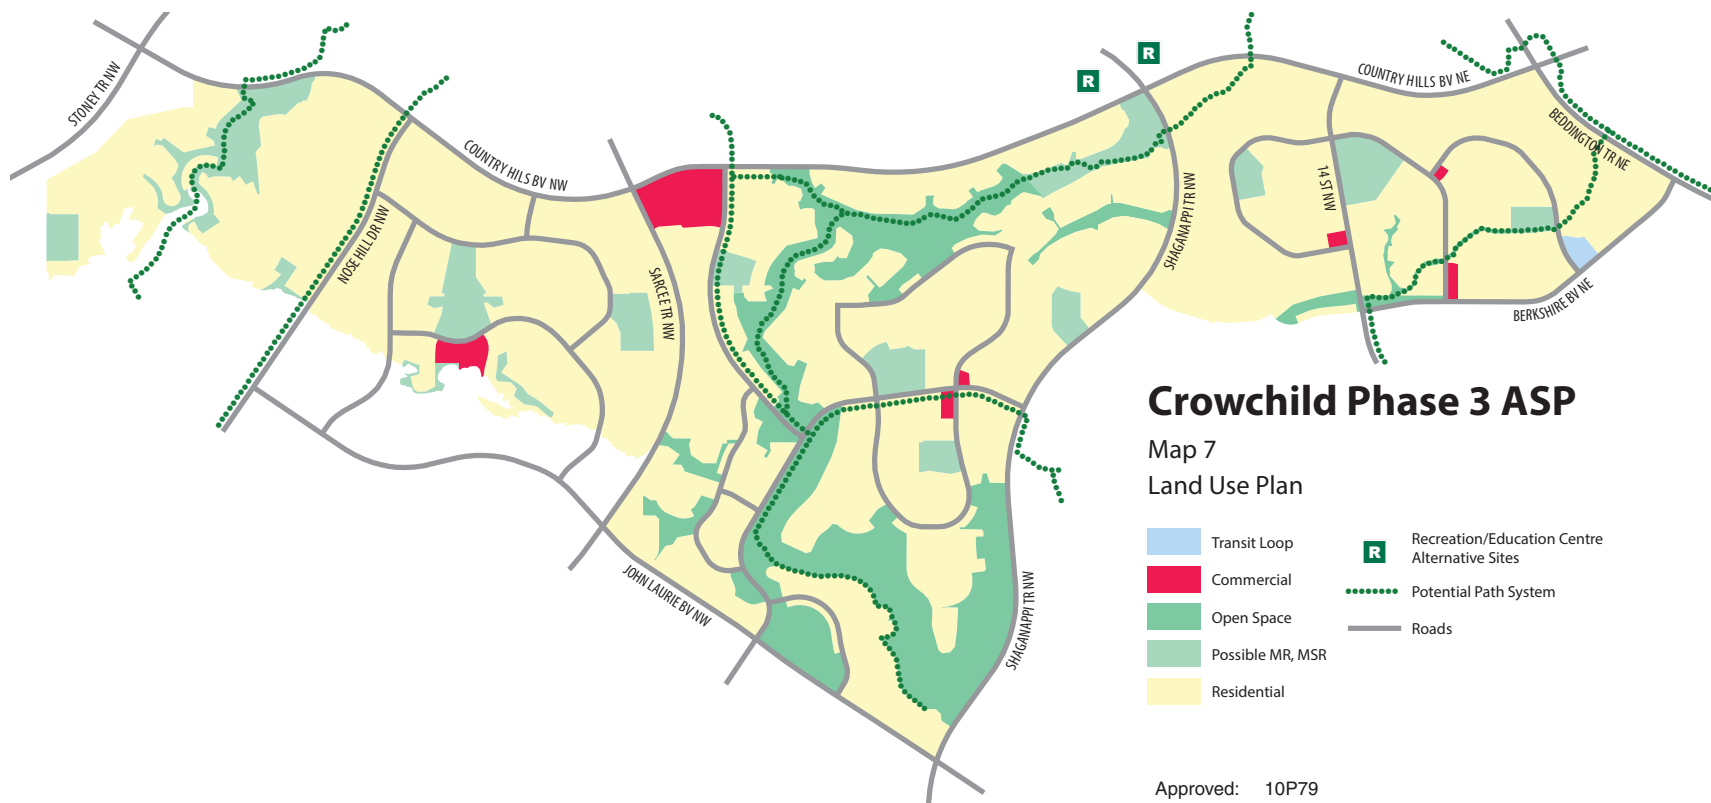 R
R
STONEY TR NW
COUNTRY HILS BV NW
COUNTRY HILLS BV NE
BEDDINGTON TR NE
NOSE HILL DR NW
SARCEE TR NW
SHAGANAPPI TR NW
14 ST NW
BERKSHIRE BV NE
JOHN LAURIE BV NW
SHAGANAPPI TR NW
Crowchild Phase 3 ASP
Map 7
Land Use Plan
Transit Loop
Commercial
Open Space
Possible MR, MSR
Residential
R
Recreation/Education Centre
Alternative Sites
Potential Path System
Roads
Approved: 10P79